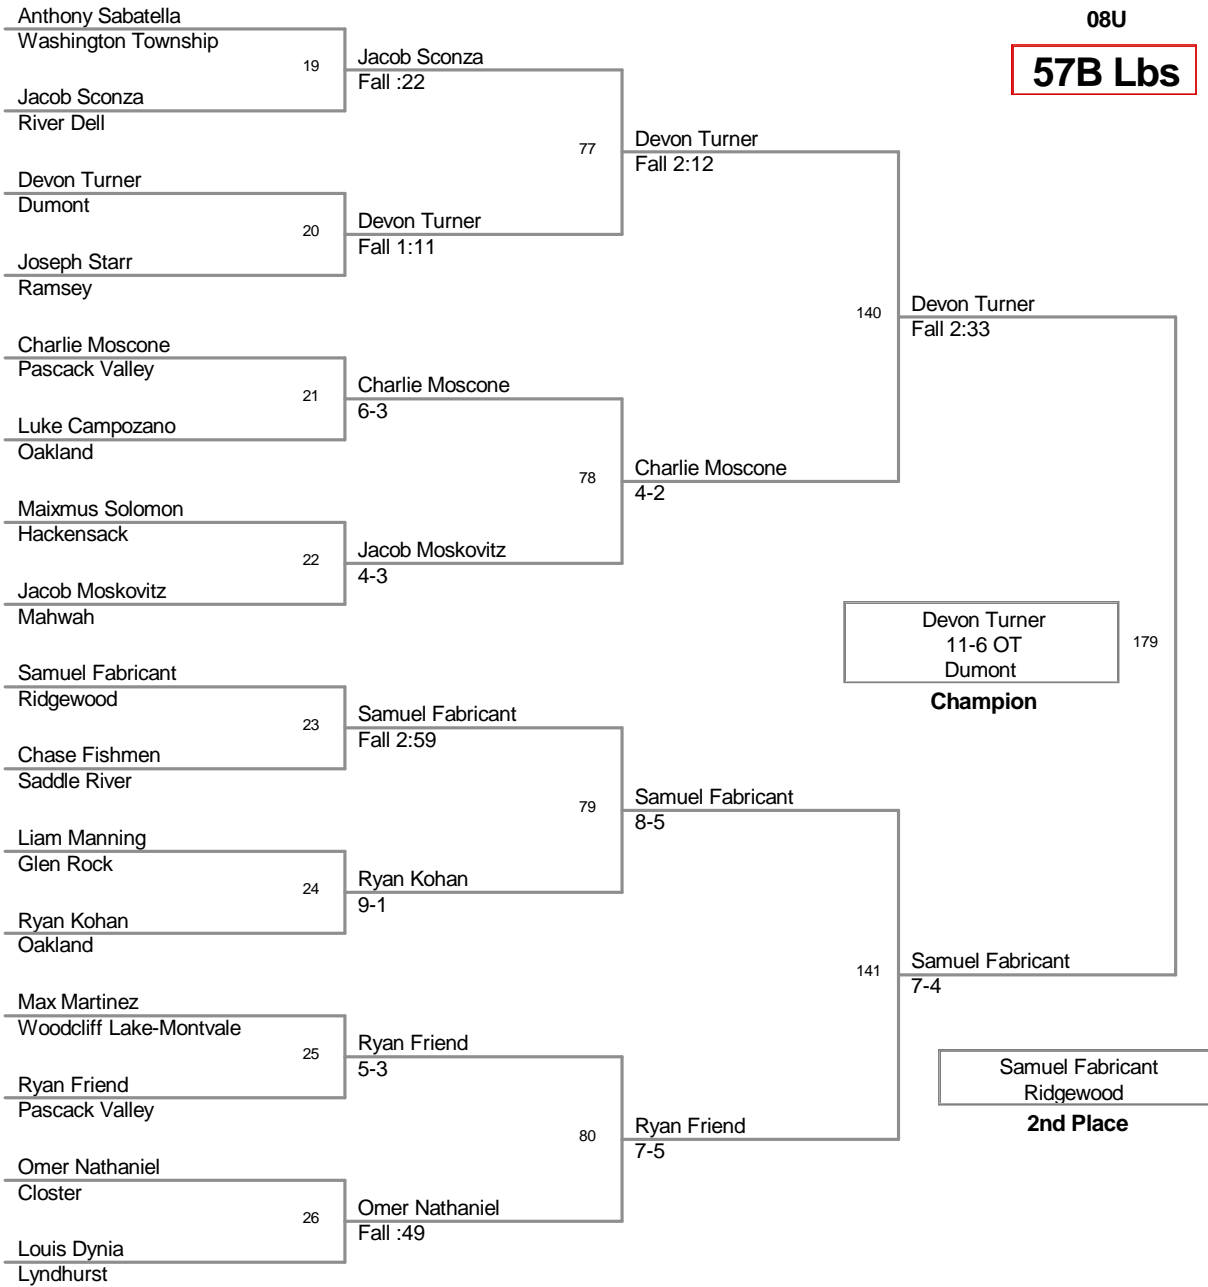 08U
57B Lbs
Anthony Sabatella
Washington Township
19
Jacob Sconza
Fall :22
Jacob Sconza
River Dell
77
Devon Turner
Fall 2:12
Devon Turner
Dumont
20
Devon Turner
Fall 1:11
Joseph Starr
Ramsey
140
Devon Turner
Fall 2:33
Charlie Moscone
Pascack Valley
21
Charlie Moscone
6-3
Luke Campozano
Oakland
78
Charlie Moscone
4-2
Maixmus Solomon
Hackensack
22
Jacob Moskovitz
4-3
Jacob Moskovitz
Mahwah
Devon Turner
11-6 OT
Dumont
179
Champion
Samuel Fabricant
Ridgewood
23
Samuel Fabricant
Fall 2:59
Chase Fishmen
Saddle River
79
Samuel Fabricant
8-5
Liam Manning
Glen Rock
24
Ryan Kohan
9-1
Ryan Kohan
Oakland
141
Samuel Fabricant
7-4
Max Martinez
Woodcliff Lake-Montvale
25
Ryan Friend
5-3
Ryan Friend
Pascack Valley
Samuel Fabricant
Ridgewood
2nd Place
80
Ryan Friend
7-5
Omer Nathaniel
Closter
26
Omer Nathaniel
Fall :49
Louis Dynia
Lyndhurst